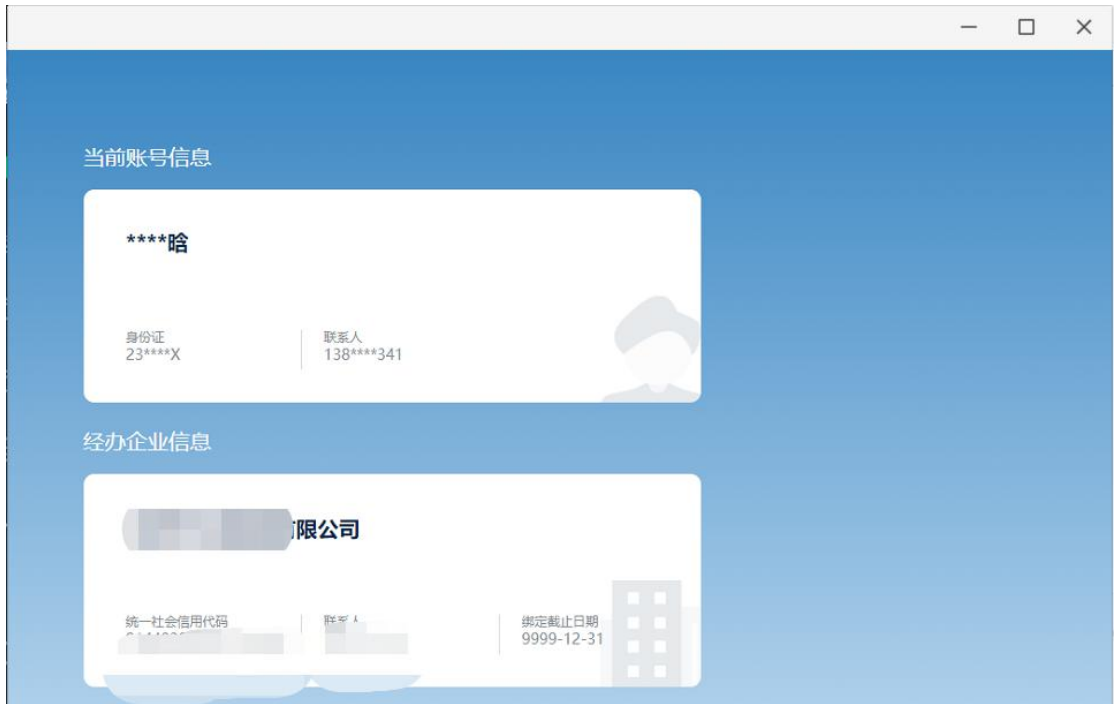 当前账号信息
****晗
身份证
联系人
23****X
138****341
经办企业信息
限公司
统一社会信用代码
绑定截止日期
9999-12-31